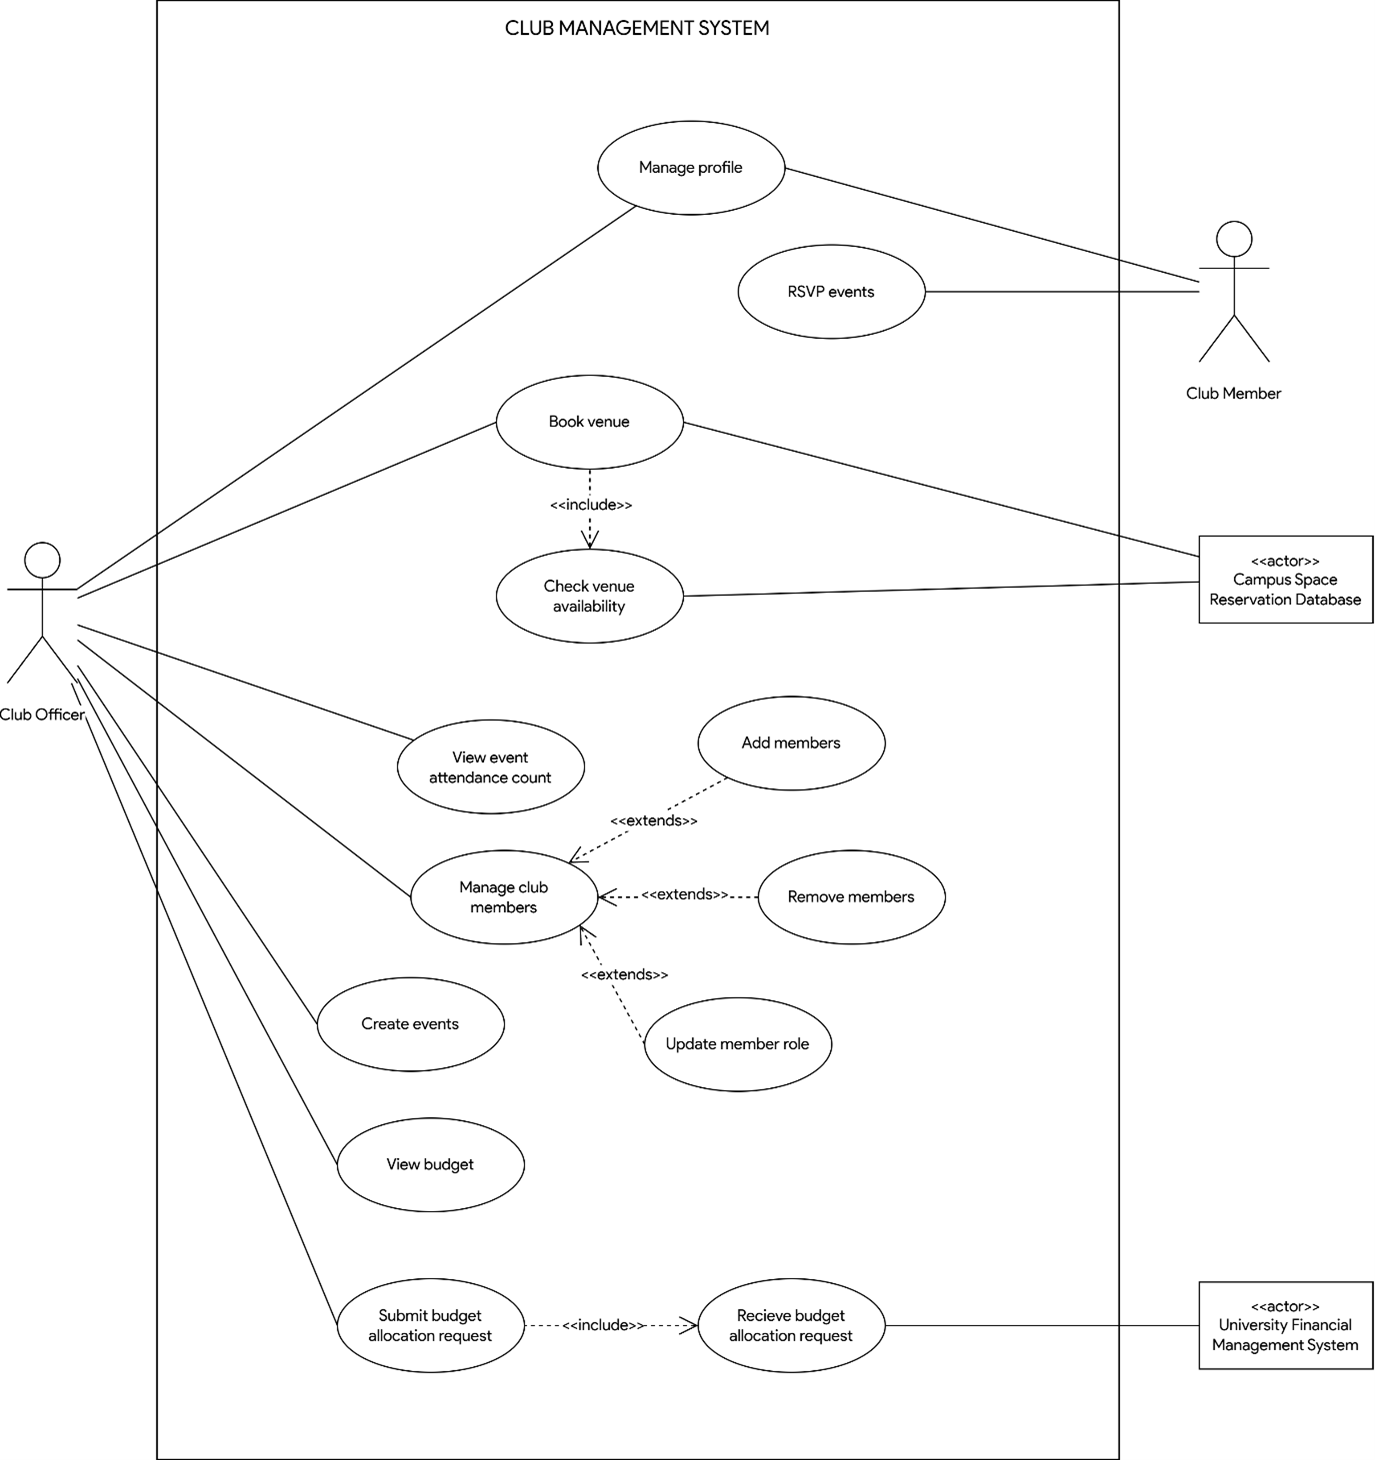 CLUB MANAGEMENT SYSTEM
Manage profile
RSVP events
Club Member
Book venue
<<include>>
Check venue
availability
<<actor>>
Campus Space
Reservation Database
Club Officer
View event
attendance count
Add members
<<extends>>
Manage club
members
<<extends>>
Remove members
<<extends>>
Create events
Update member role
View budget
Submit budget
allocation request
<<include>>
Recieve budget
allocation request
<<actor>>
University Financial
Management System